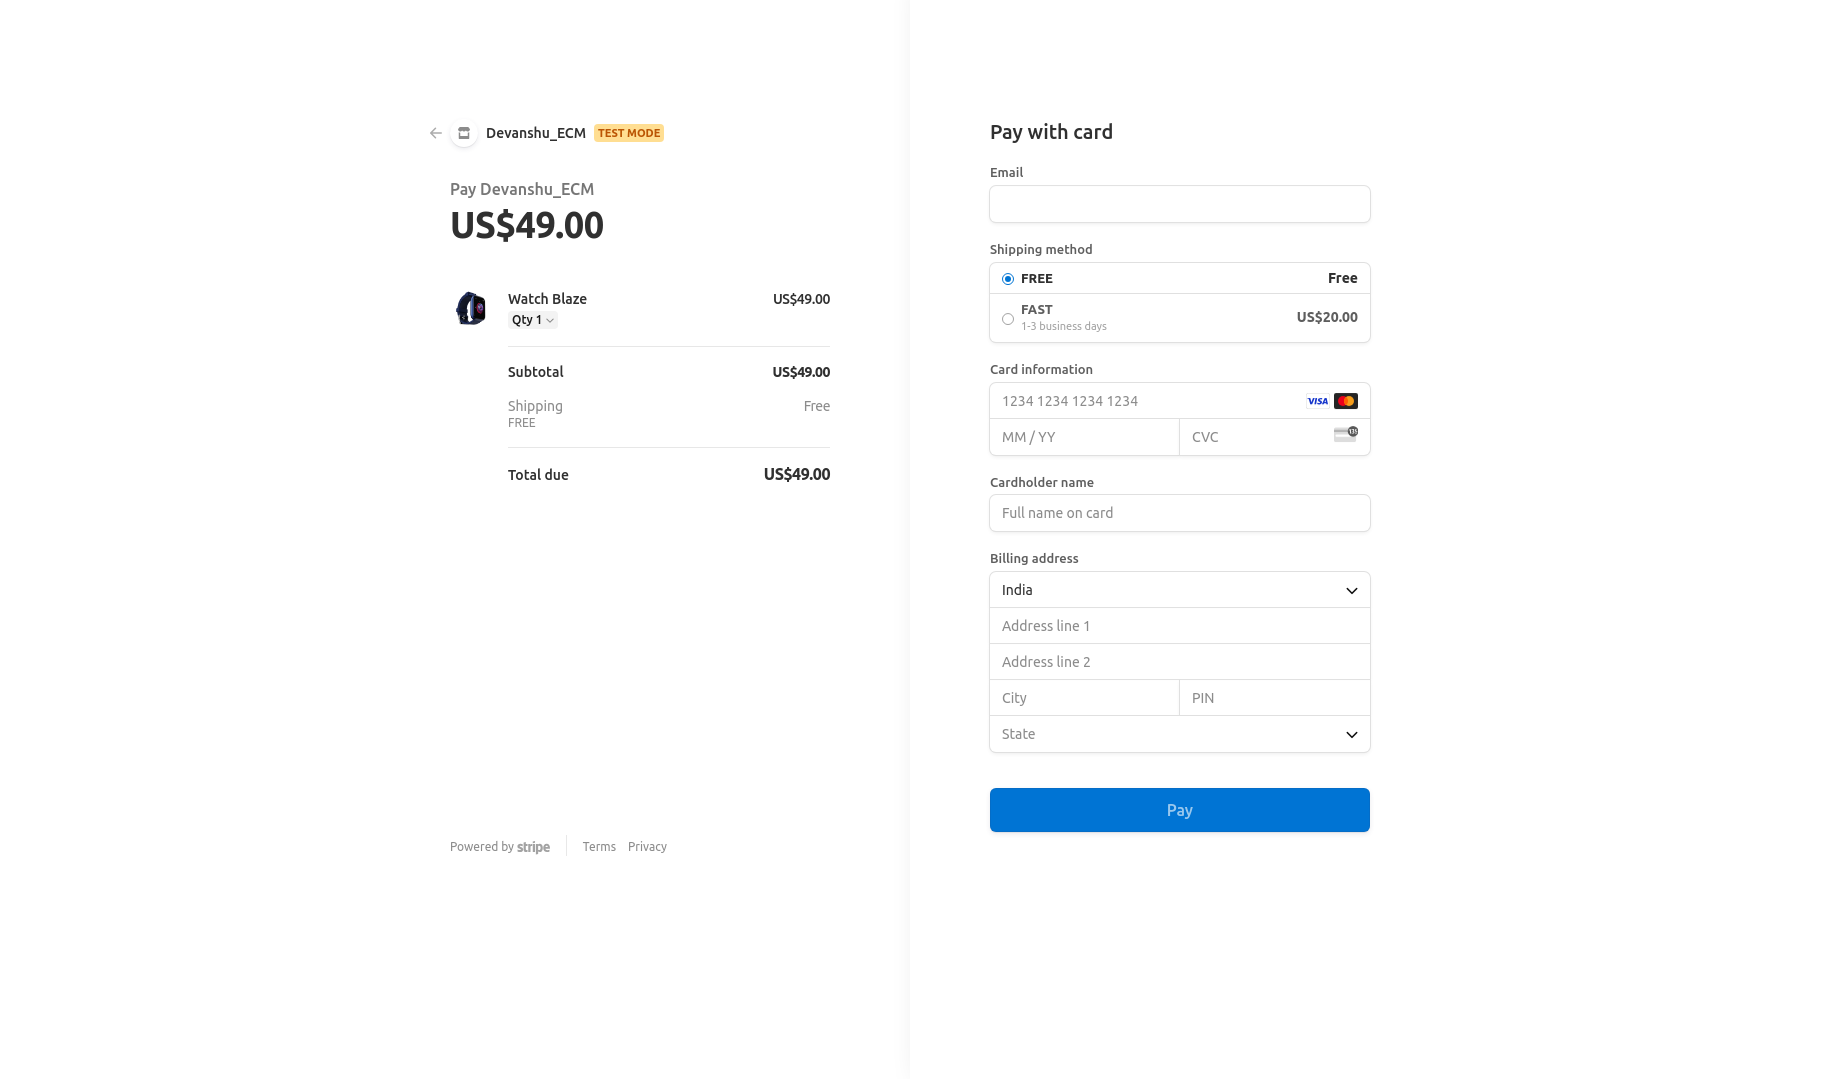 Devanshu_ECM TEST MODE
Pay Devanshu_ECM
US$49.00
Watch Blaze US$49.00
Qty 1
Subtotal US$49.00
Shipping Free
FREE
Total due US$49.00
Powered by stripe Terms Privacy
Pay with card
Email
Shipping method
FREE Free
FAST
1-3 business days
US$20.00
Card information
1234 1234 1234 1234 VISA
MM / YY CVC 135
Cardholder name
Full name on card
Billing address
India
Address line 1
Address line 2
City PIN
State
Pay